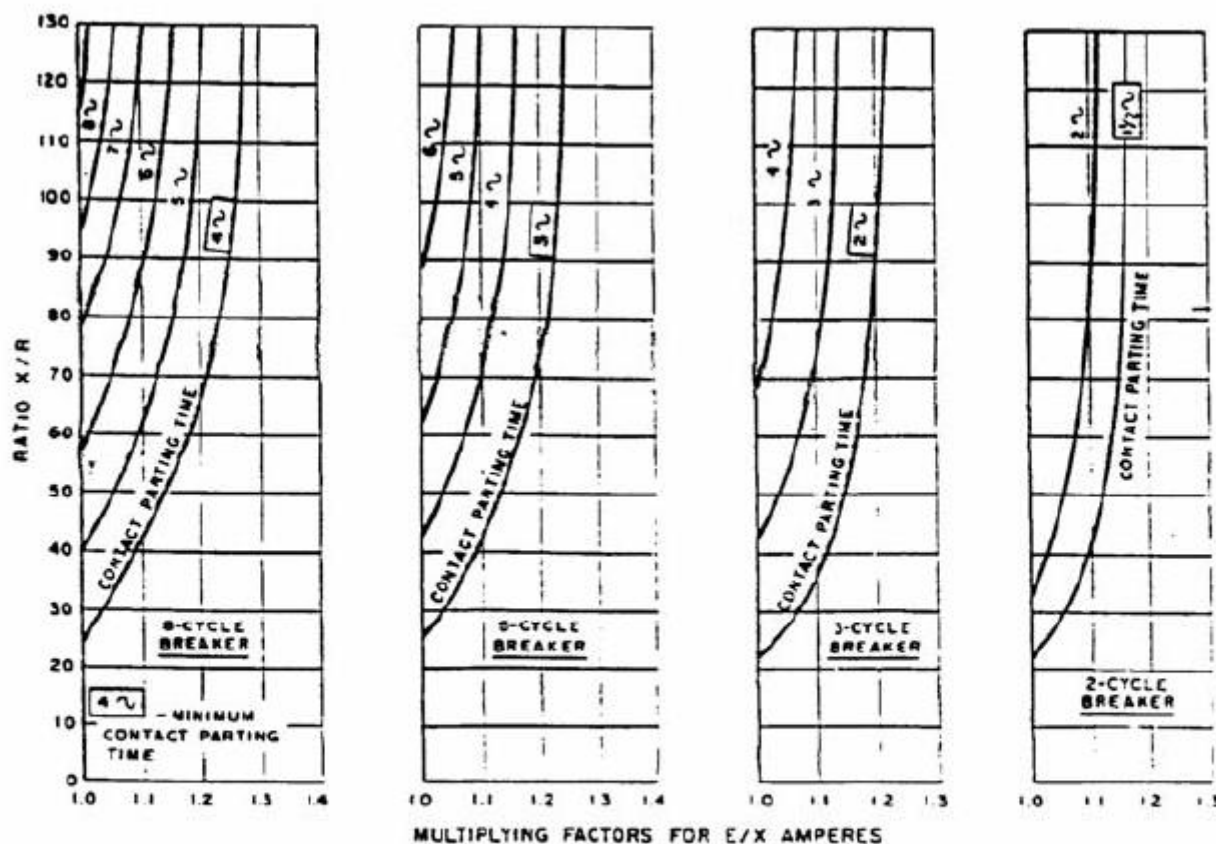 130
120
110
100
90
80
70
60
50
40
30
20
10
0
RATIO X/R
8~
7~
6~
5~
4~
CONTACT PARTING TIME
8-CYCLE
BREAKER
4~
- MINIMUM
CONTACT PARTING
TIME
1.0 1.1 1.2 1.3 1.4
6~
5~
4~
3~
CONTACT PARTING TIME
BREAKER
1.0 1.1 1.2 1.3 1.4
4~
3~
2~
CONTACT PARTING TIME
3-CYCLE
BREAKER
1.0 1.1 1.2 1.3
2~
1½~
CONTACT PARTING TIME
2-CYCLE
BREAKER
1.0 1.1 1.2 1.3
MULTIPLYING FACTORS FOR E/X AMPERES